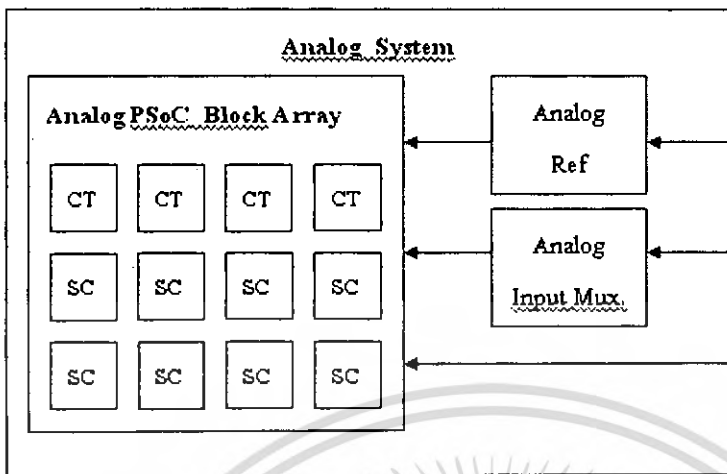 Analog System
Analog PSoC Block Array
Analog
Ref
CT CT CT CT
Analog
Input Mux.
SC SC SC SC
SC SC SC SC